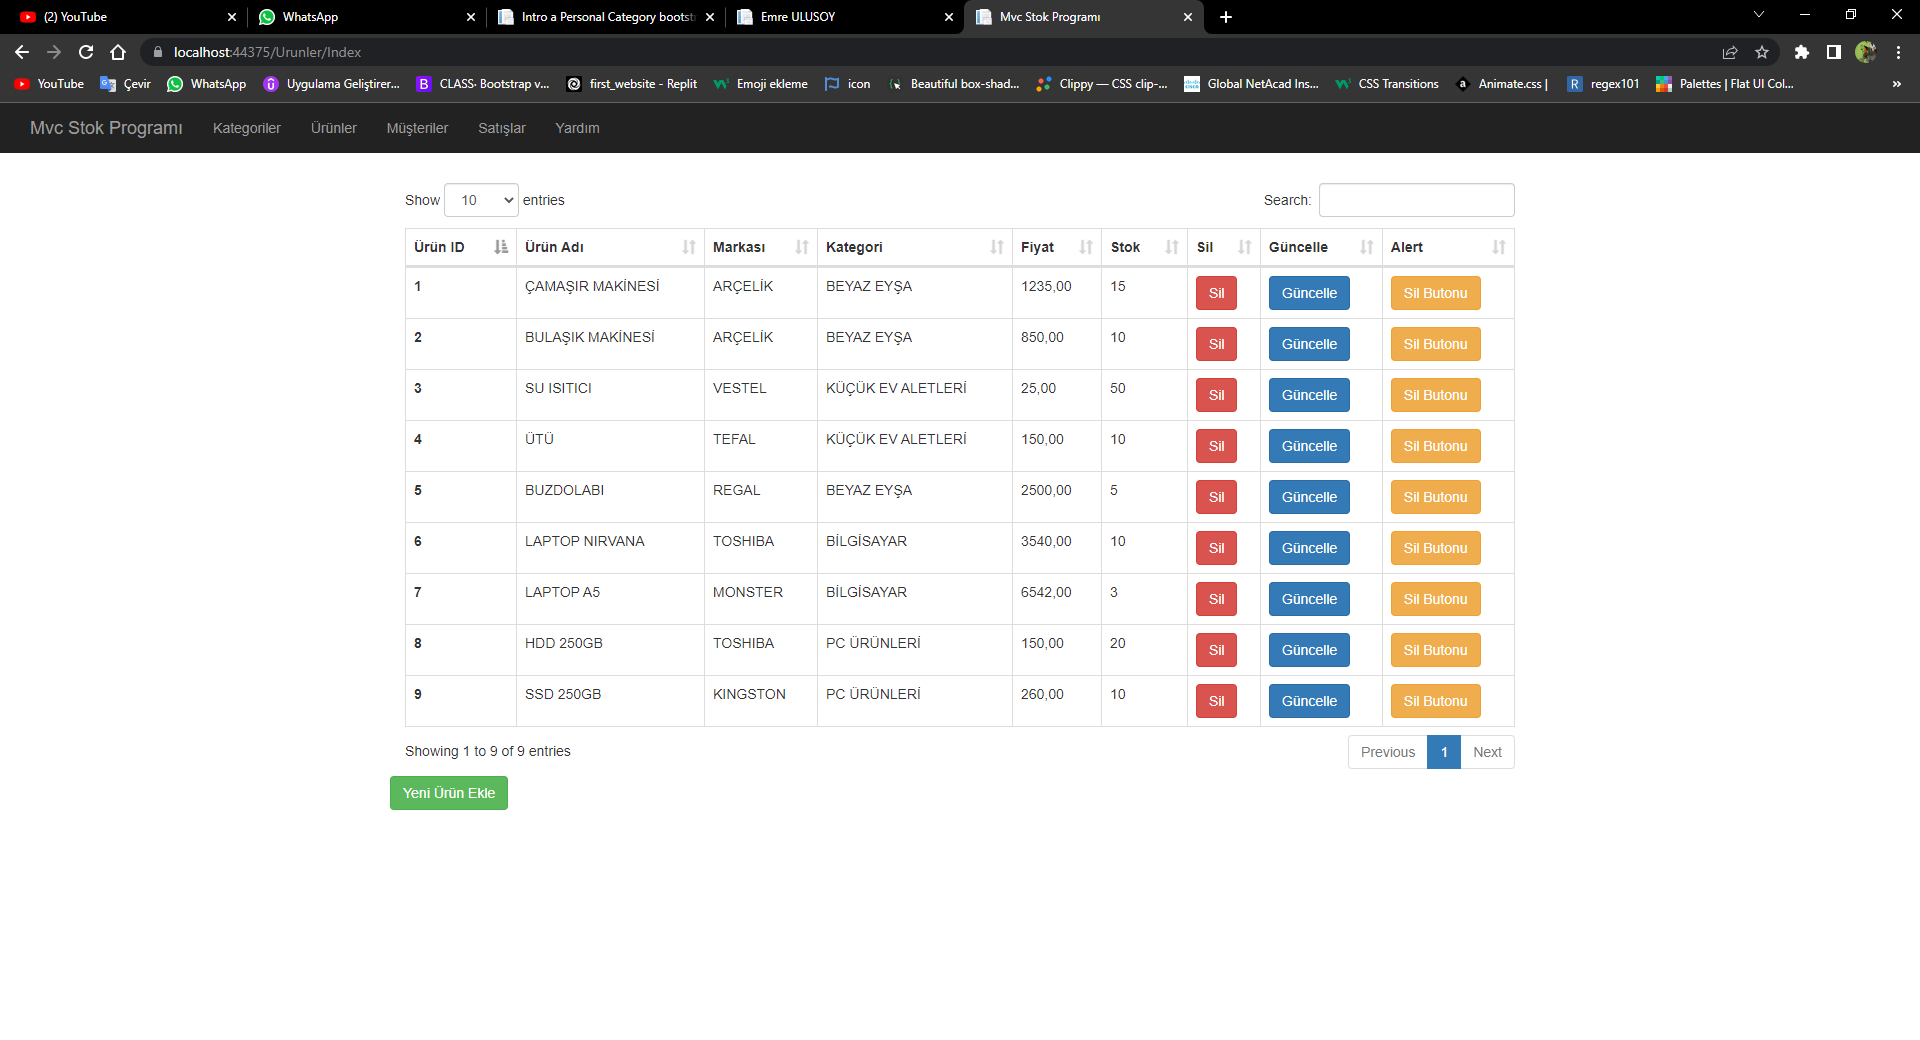 (2) YouTube
WhatsApp
Intro a Personal Category boots
Emre ULUSOY
Mvc Stok Programı
localhost:44375/Urunler/Index
YouTube Çevir WhatsApp Uygulama Geliştirer... CLASS· Bootstrap v... first_website - Replit Emoji ekleme icon Beautiful box-shad... Clippy — CSS clip-... Global NetAcad Ins... CSS Transitions Animate.css | regex101 Palettes | Flat UI Col...
Mvc Stok Programı Kategoriler Ürünler Müşteriler Satışlar Yardım
Show 10 entries Search:
Ürün ID Ürün Adı Markası Kategori Fiyat Stok Sil Güncelle Alert
1 ÇAMAŞIR MAKİNESİ ARÇELİK BEYAZ EYŞA 1235,00 15 Sil Güncelle Sil Butonu
2 BULAŞIK MAKİNESİ ARÇELİK BEYAZ EYŞA 850,00 10 Sil Güncelle Sil Butonu
3 SU ISITICI VESTEL KÜÇÜK EV ALETLERİ 25,00 50 Sil Güncelle Sil Butonu
4 ÜTÜ TEFAL KÜÇÜK EV ALETLERİ 150,00 10 Sil Güncelle Sil Butonu
5 BUZDOLABI REGAL BEYAZ EYŞA 2500,00 5 Sil Güncelle Sil Butonu
6 LAPTOP NIRVANA TOSHIBA BİLGİSAYAR 3540,00 10 Sil Güncelle Sil Butonu
7 LAPTOP A5 MONSTER BİLGİSAYAR 6542,00 3 Sil Güncelle Sil Butonu
8 HDD 250GB TOSHIBA PC ÜRÜNLERİ 150,00 20 Sil Güncelle Sil Butonu
9 SSD 250GB KINGSTON PC ÜRÜNLERİ 260,00 10 Sil Güncelle Sil Butonu
Showing 1 to 9 of 9 entries Previous 1 Next
Yeni Ürün Ekle